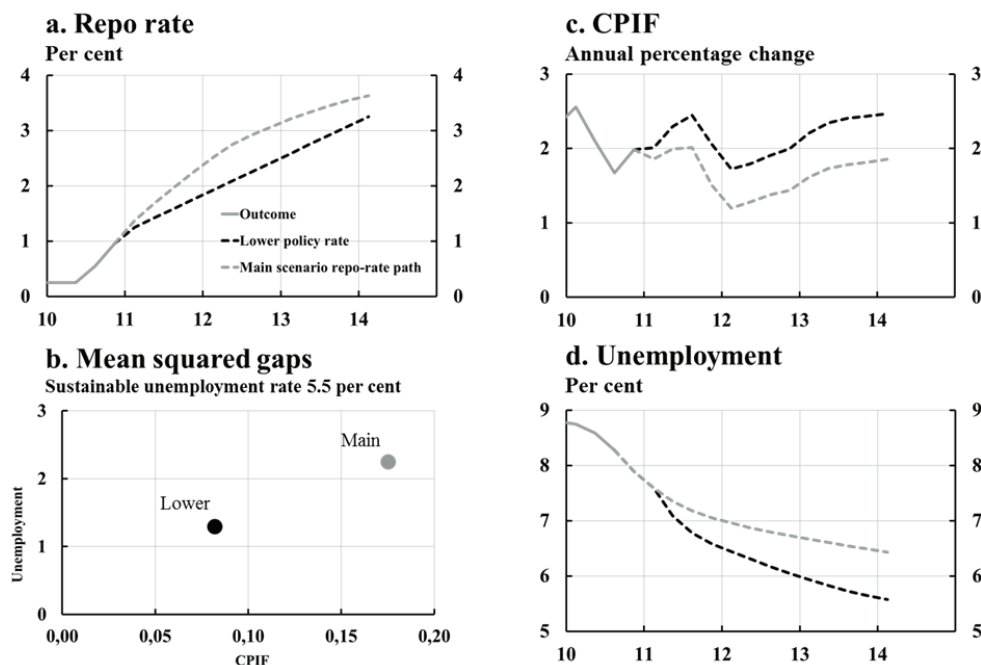 a. Repo rate
Per cent
4 4
3 3
2 2
1 1
0 0
Outcome
Lower policy rate
Main scenario repo-rate path
10 11 12 13 14
b. Mean squared gaps
Sustainable unemployment rate 5.5 per cent
3
2
1
0
Unemployment
Main
Lower
0,00 0,05 0,10 0,15 0,20
CPIF
c. CPIF
Annual percentage change
3 3
2 2
1 1
0 0
10 11 12 13 14
d. Unemployment
Per cent
9 9
8 8
7 7
6 6
5 5
10 11 12 13 14